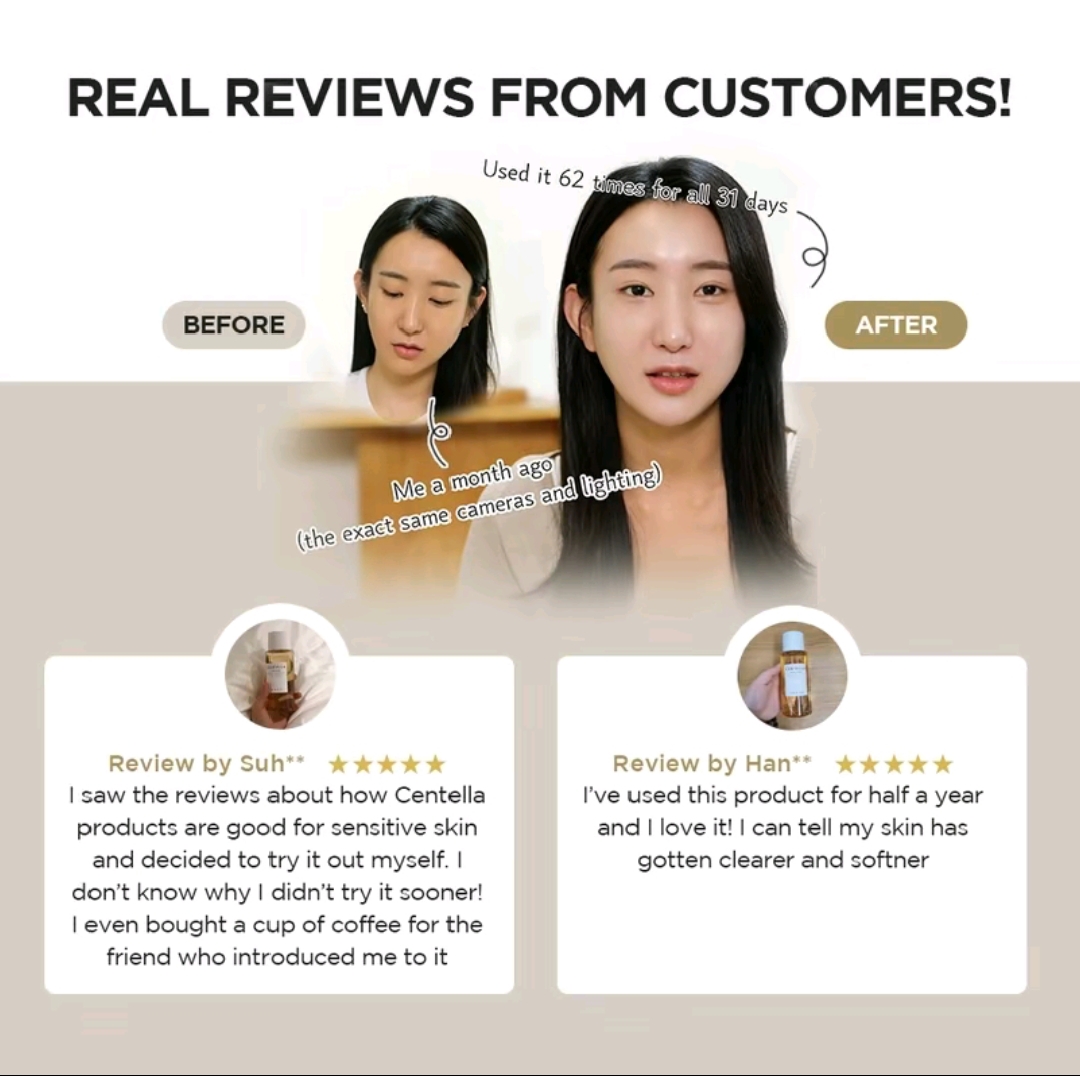 REAL REVIEWS FROM CUSTOMERS!
Used it 62 times for all 31 days
BEFORE
AFTER
Me a month ago
(the exact same cameras and lighting)
Review by Suh** ★★★★★
I saw the reviews about how Centella
products are good for sensitive skin
and decided to try it out myself. I
don't know why I didn't try it sooner!
I even bought a cup of coffee for the
friend who introduced me to it
Review by Han** ★★★★★
I've used this product for half a year
and I love it! I can tell my skin has
gotten clearer and softner